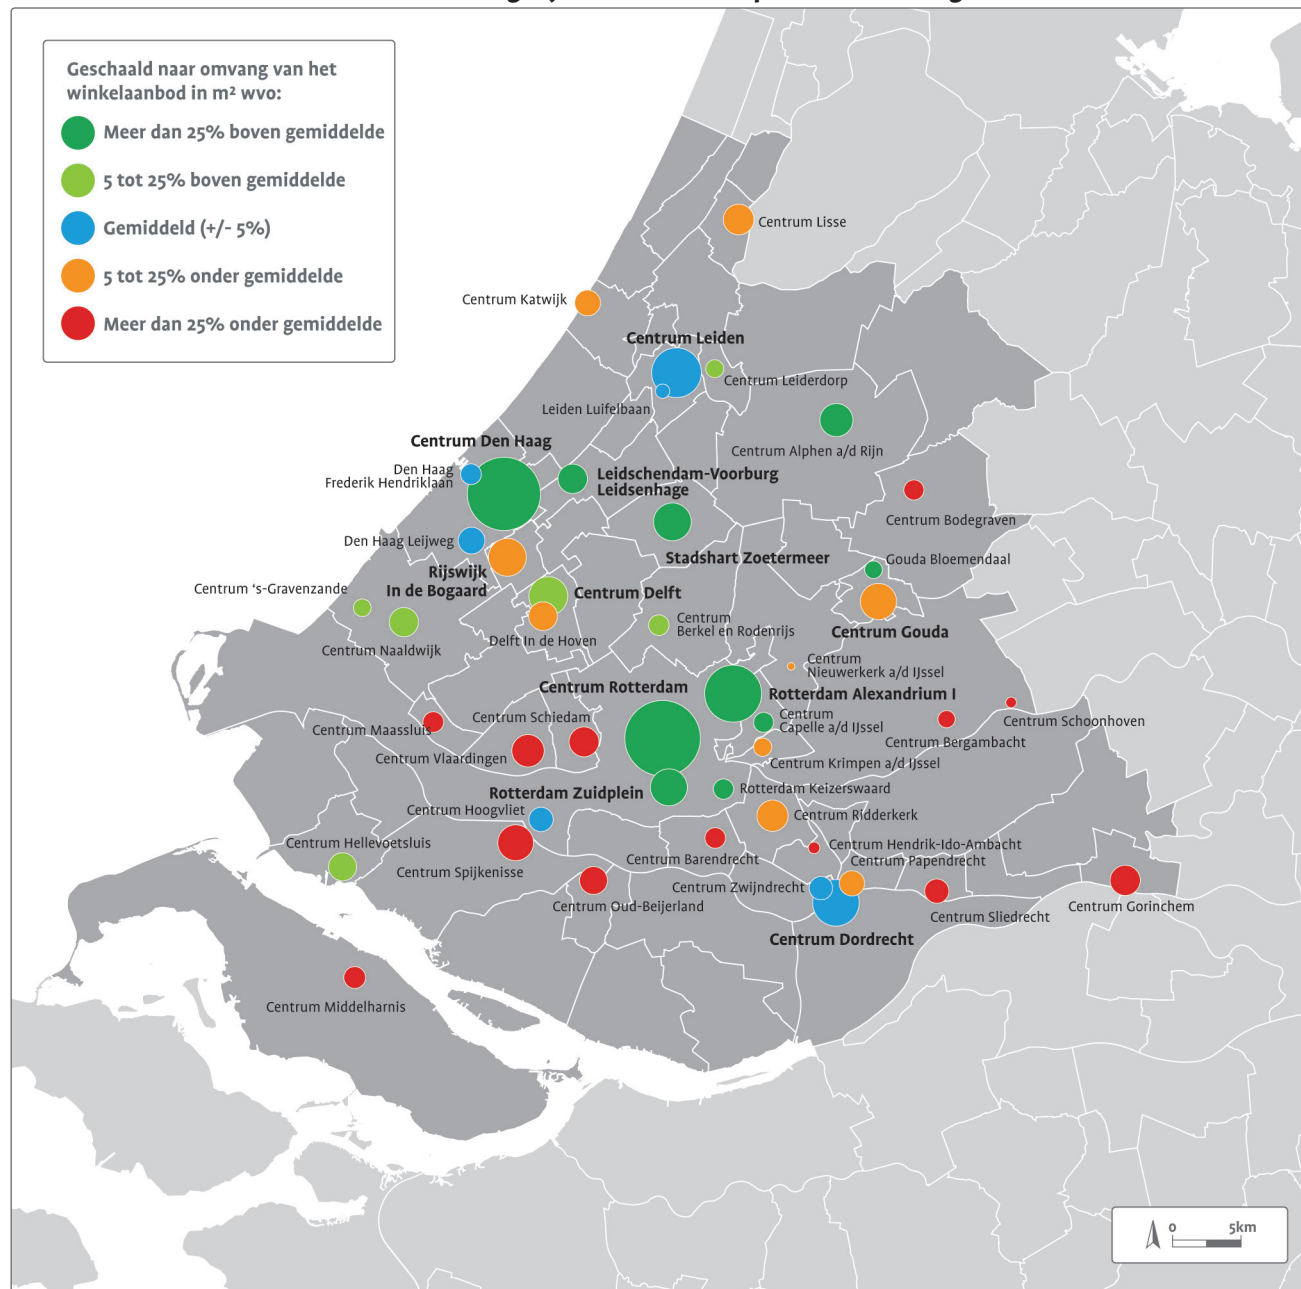 Geschaald naar omvang van het
winkelaanbod in m² wvo:
Meer dan 25% boven gemiddelde
5 tot 25% boven gemiddelde
Gemiddeld (+/- 5%)
5 tot 25% onder gemiddelde
Meer dan 25% onder gemiddelde
Centrum Lisse
Centrum Katwijk
Centrum Leiden
Centrum Leiderdorp
Leiden Luifelbaan
Centrum Alphen a/d Rijn
Centrum Den Haag
Den Haag
Frederik Hendriklaan
Leidschendam-Voorburg
Leidsenhage
Centrum Bodegraven
Den Haag Leijweg
Stadshart Zoetermeer
Gouda Bloemendaal
Rijswijk
In de Bogaard
Centrum 's-Gravenzande
Centrum Delft
Centrum Naaldwijk
Delft In de Hoven
Centrum
Berkel en Rodenrijs
Centrum Gouda
Centrum
Nieuwerkerk a/d IJssel
Centrum Rotterdam
Rotterdam Alexandrium I
Centrum Schoonhoven
Centrum Maassluis
Centrum Schiedam
Centrum
Capelle a/d IJssel
Centrum Bergambacht
Centrum Vlaardingen
Centrum Krimpen a/d IJssel
Rotterdam Zuidplein
Rotterdam Keizerswaard
Centrum Hoogvliet
Centrum Ridderkerk
Centrum Hellevoetsluis
Centrum Spijkenisse
Centrum Barendrecht
Centrum Hendrik-Ido-Ambacht
Centrum Papendrecht
Centrum Zwijndrecht
Centrum Oud-Beijerland
Centrum Sliedrecht
Centrum Gorinchem
Centrum Dordrecht
Centrum Middelharnis
0 5km